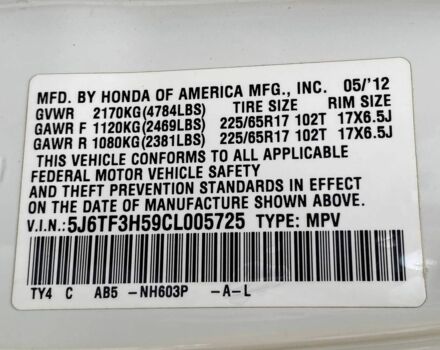 MFD. BY HONDA OF AMERICA MFG., INC. 05/'12
GVWR 2170KG(4784LBS) TIRE SIZE RIM SIZE
GAWR F 1120KG(2469LBS) 225/65R17 102T 17X6.5J
GAWR R 1080KG(2381LBS) 225/65R17 102T 17X6.5J
THIS VEHICLE CONFORMS TO ALL APPLICABLE
FEDERAL MOTOR VEHICLE SAFETY
AND THEFT PREVENTION STANDARDS IN EFFECT
ON THE DATE OF MANUFACTURE SHOWN ABOVE.
V.I.N.: 5J6TF3H59CL005725 TYPE: MPV
TY4 C AB5 -NH603P -A-L